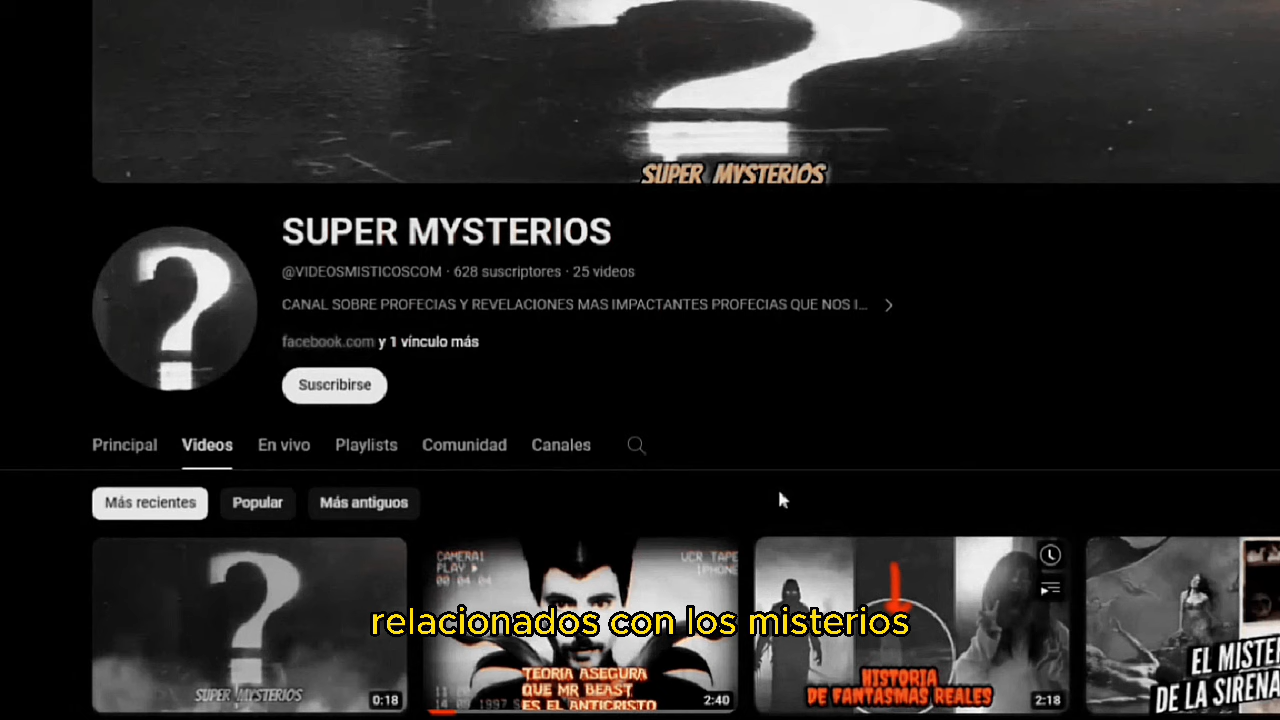 SUPER MYSTERIOS
SUPER MYSTERIOS
@VIDEOSMISTICOSCOM · 628 suscriptores · 25 videos
CANAL SOBRE PROFECIAS Y REVELACIONES MAS IMPACTANTES PROFECIAS QUE NOS I...
facebook.com y 1 vínculo más
Suscribirse
Principal Videos En vivo Playlists Comunidad Canales
Más recientes Popular Más antiguos
CAMERA1
PLAY
00:04:04
relacionados con los misterios
SUPER MYSTERIOS
0:18
TEORIA ASEGURA
QUE MR BEAST
ES EL ANTICRISTO
2:40
HISTORIA
DE FANTASMAS REALES
2:18
EL MISTER
DE LA SIRENA